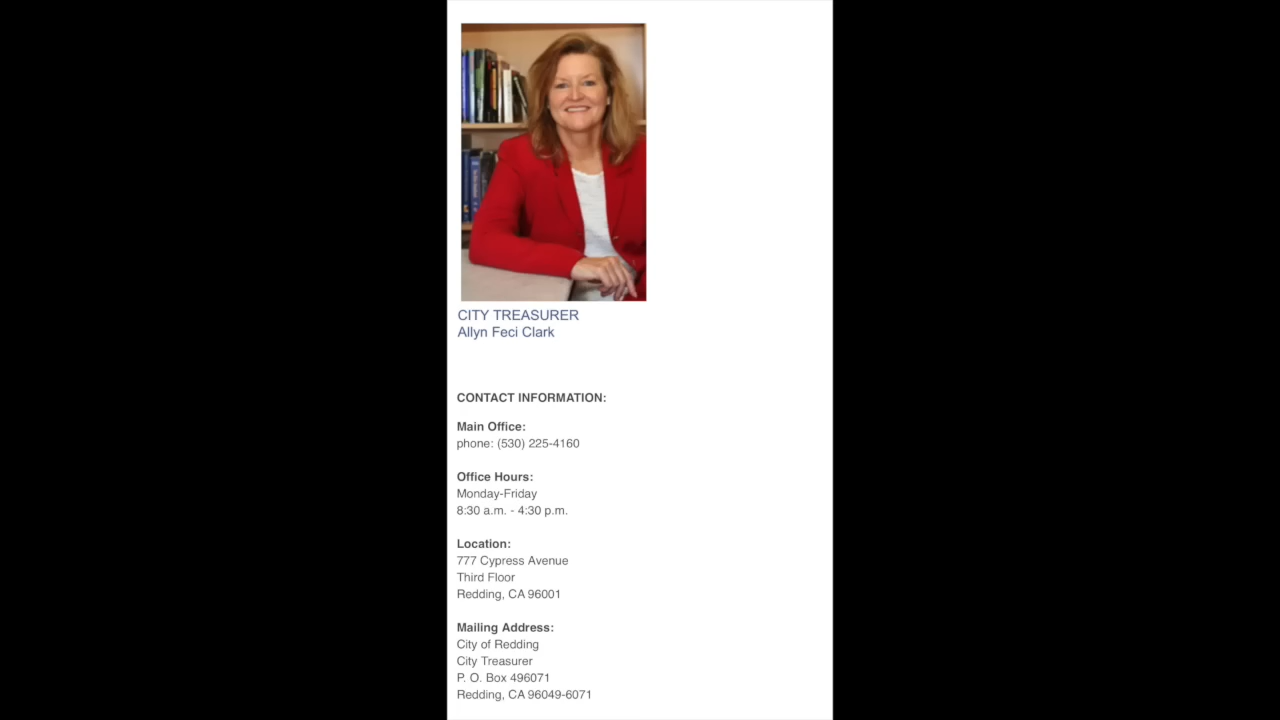 CITY TREASURER
Allyn Feci Clark
CONTACT INFORMATION:
Main Office:
phone: (530) 225-4160
Office Hours:
Monday-Friday
8:30 a.m. - 4:30 p.m.
Location:
777 Cypress Avenue
Third Floor
Redding, CA 96001
Mailing Address:
City of Redding
City Treasurer
P. O. Box 496071
Redding, CA 96049-6071